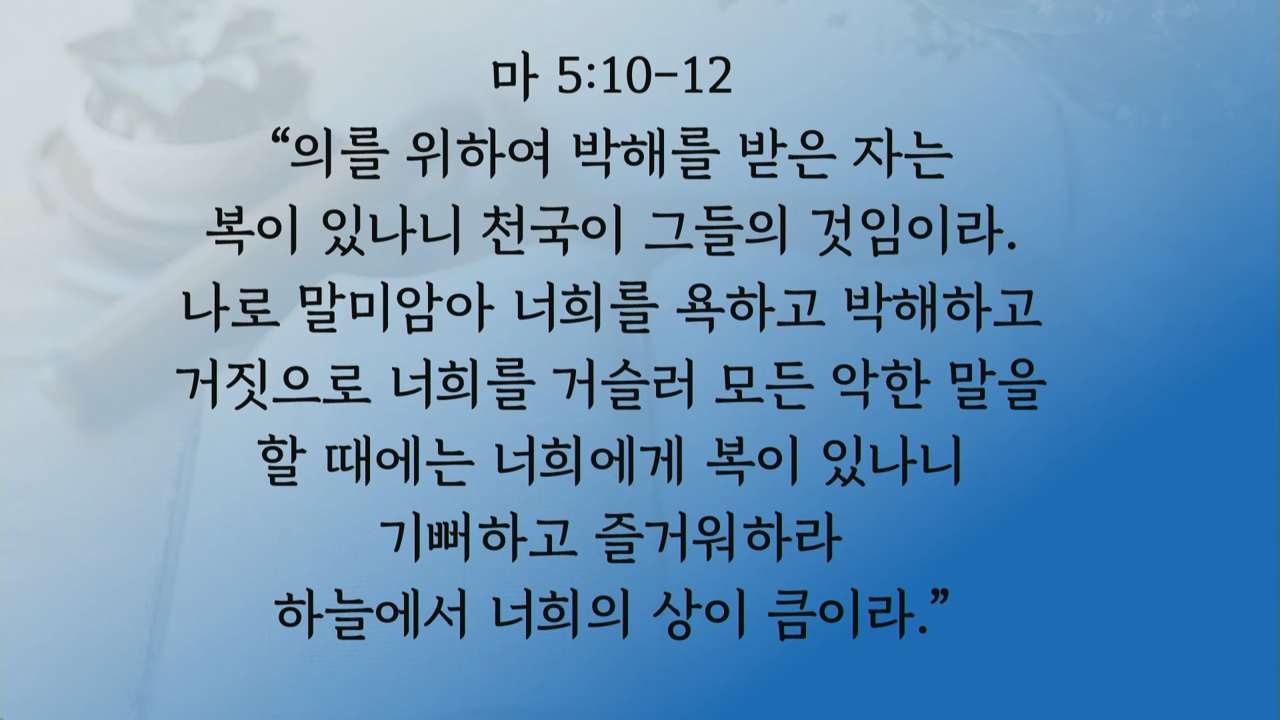 마 5:10-12
“의를 위하여 박해를 받은 자는
복이 있나니 천국이 그들의 것임이라.
나로 말미암아 너희를 욕하고 박해하고
거짓으로 너희를 거슬러 모든 악한 말을
할 때에는 너희에게 복이 있나니
기뻐하고 즐거워하라
하늘에서 너희의 상이 큼이라.”